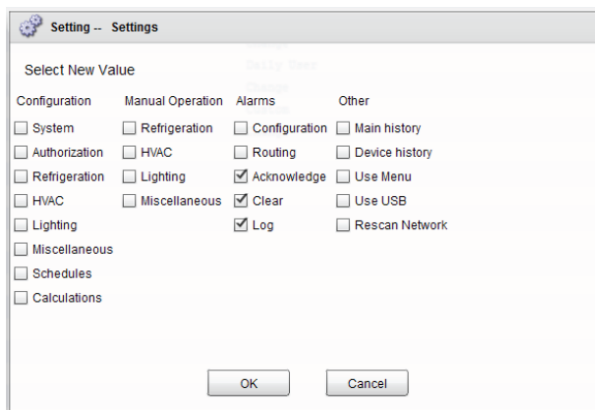 Setting -- Settings
Select New Value
Configuration Manual Operation Alarms Other
System Refrigeration Configuration Main history
Authorization HVAC Routing Device history
Refrigeration Lighting Acknowledge Use Menu
HVAC Miscellaneous Clear Use USB
Lighting Log Rescan Network
Miscellaneous
Schedules
Calculations
OK Cancel